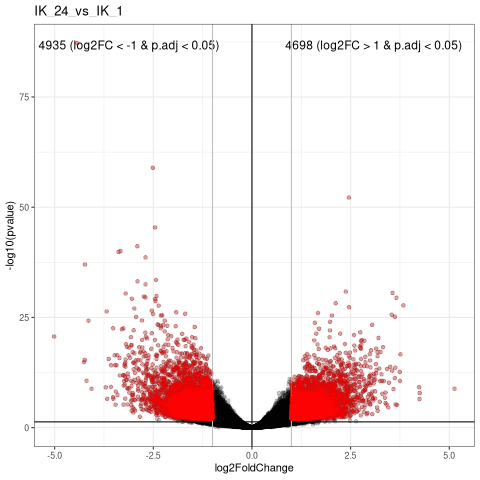 IK_24_vs_IK_1
4935 (log2FC < -1 & p.adj < 0.05) 4698 (log2FC > 1 & p.adj < 0.05)
75
50
25
0
-log10(pvalue)
-5.0 -2.5 0.0 2.5 5.0
log2FoldChange